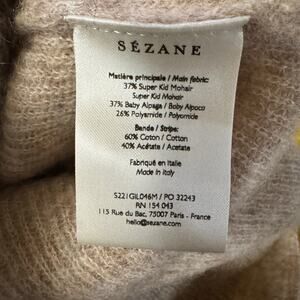 SÉZANE
Matière principale / Main fabric:
37% Super Kid Mohair
Super Kid Mohair
37% Baby Alpaga / Baby Alpaca
26% Polyamide / Polyamide
Bande / Stripe:
60% Coton / Cotton
40% Acétate / Acetate
Fabriqué en Italie
Made in Italy
S221GIL046M / PO 32243
RN 154 043
115 Rue du Bac, 75007 Paris - France
hello@sezane.com